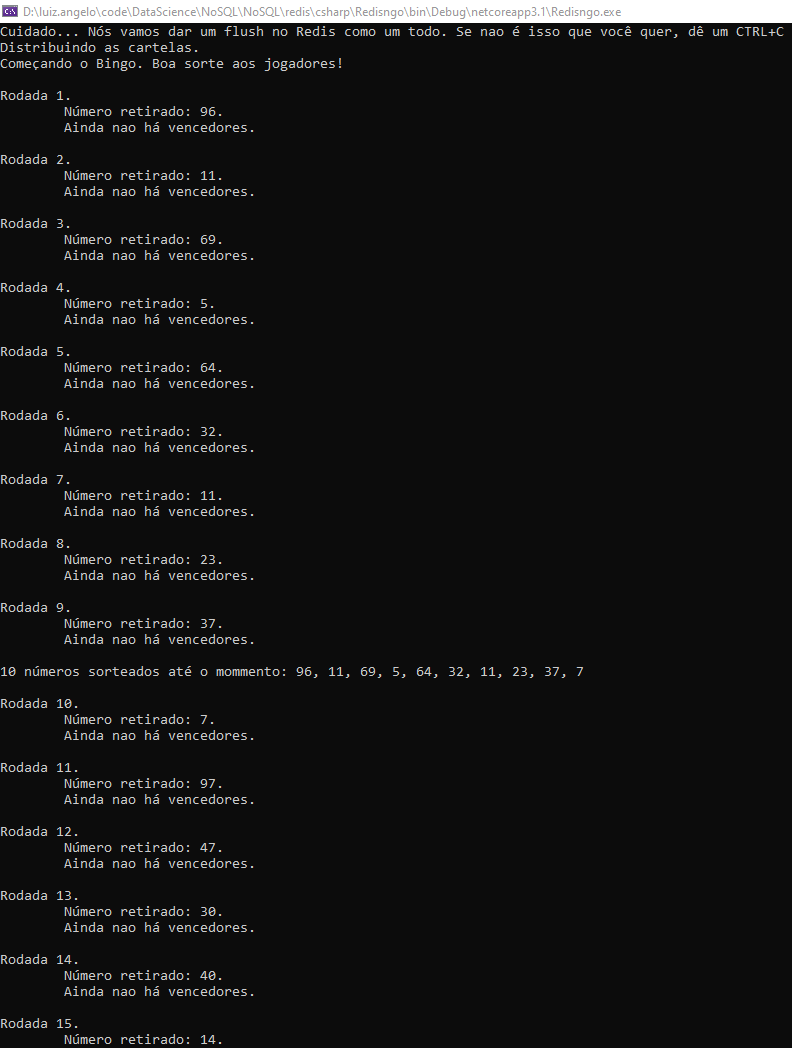 D:\luiz.angelo\code\DataScience\NoSQL\NoSQL\redis\csharp\Redisngo\bin\Debug\netcoreapp3.1\Redisngo.exe
Cuidado... Nós vamos dar um flush no Redis como um todo. Se nao é isso que você quer, dê um CTRL+C
Distribuindo as cartelas.
Começando o Bingo. Boa sorte aos jogadores!
Rodada 1.
Número retirado: 96.
Ainda nao há vencedores.
Rodada 2.
Número retirado: 11.
Ainda nao há vencedores.
Rodada 3.
Número retirado: 69.
Ainda nao há vencedores.
Rodada 4.
Número retirado: 5.
Ainda nao há vencedores.
Rodada 5.
Número retirado: 64.
Ainda nao há vencedores.
Rodada 6.
Número retirado: 32.
Ainda nao há vencedores.
Rodada 7.
Número retirado: 11.
Ainda nao há vencedores.
Rodada 8.
Número retirado: 23.
Ainda nao há vencedores.
Rodada 9.
Número retirado: 37.
Ainda nao há vencedores.
10 números sorteados até o mommento: 96, 11, 69, 5, 64, 32, 11, 23, 37, 7
Rodada 10.
Número retirado: 7.
Ainda nao há vencedores.
Rodada 11.
Número retirado: 97.
Ainda nao há vencedores.
Rodada 12.
Número retirado: 47.
Ainda nao há vencedores.
Rodada 13.
Número retirado: 30.
Ainda nao há vencedores.
Rodada 14.
Número retirado: 40.
Ainda nao há vencedores.
Rodada 15.
Número retirado: 14.